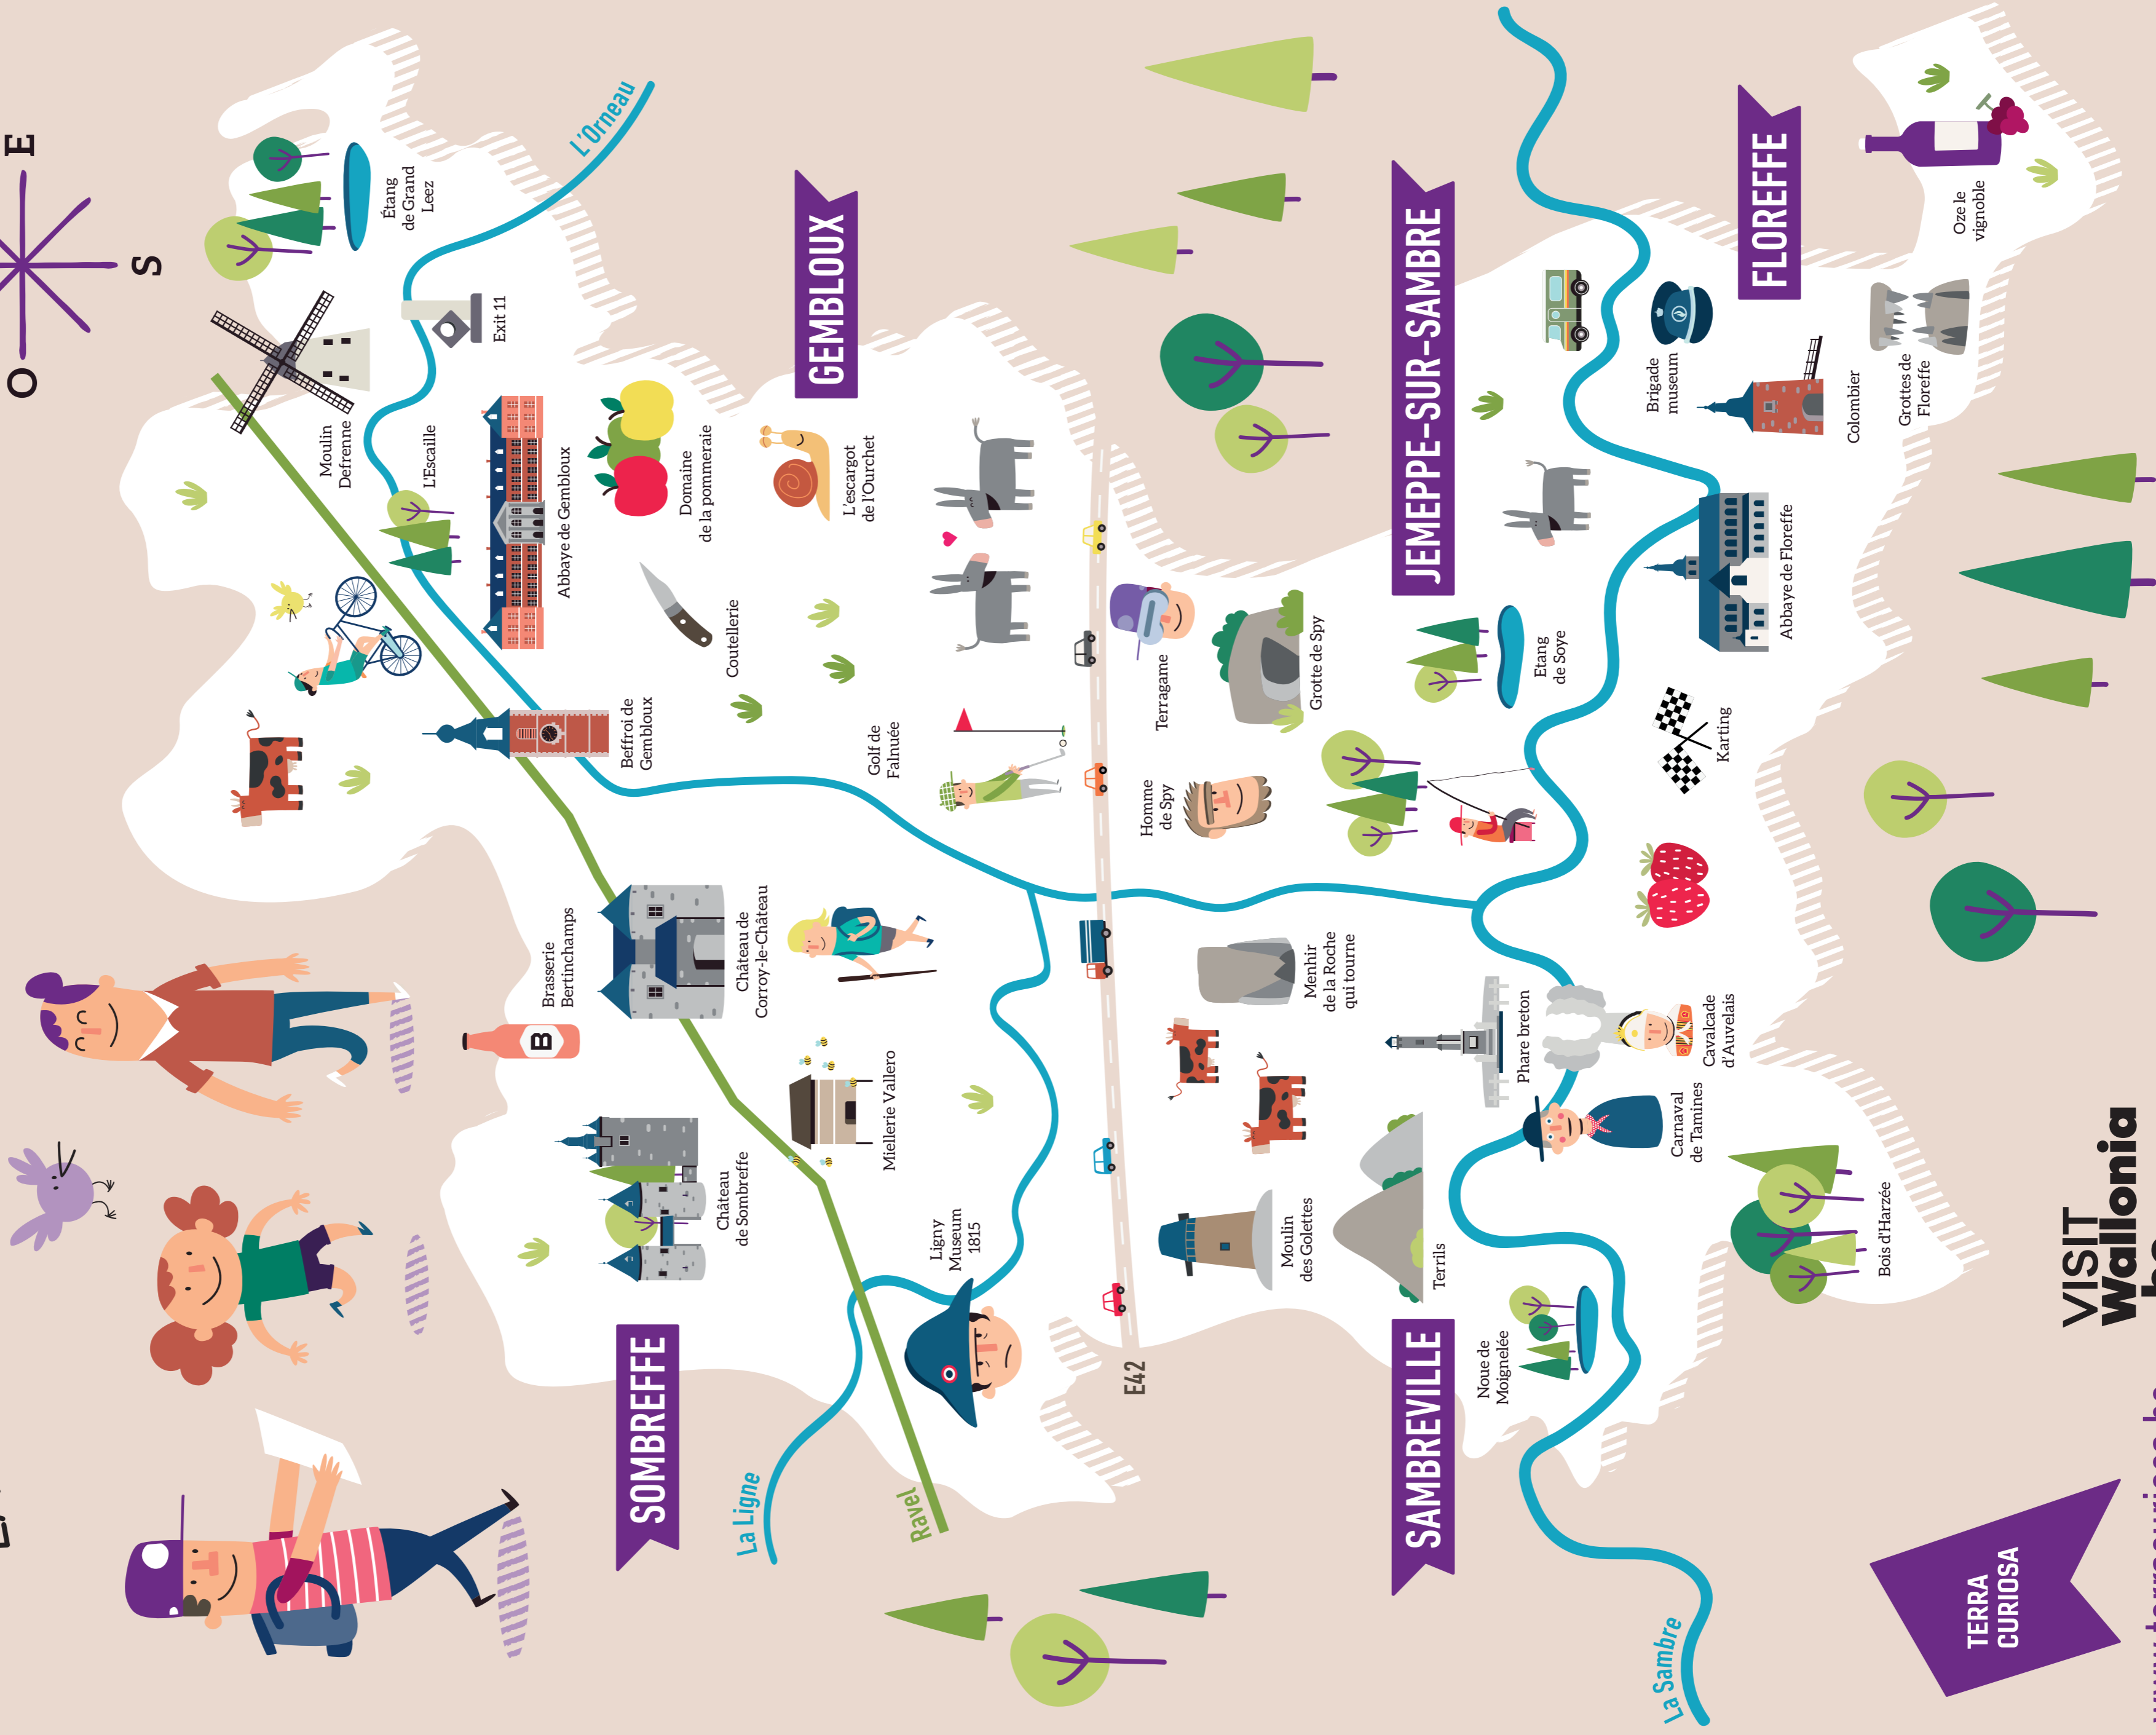 O
E
S
Étang
de Grand
Leez
Moulin
Defrenne
L'Escaille
Exit 11
L'Orneau
Brasserie
Bertinchamps
B
Abbaye de Gembloux
Beffroi de
Gembloux
SOMBREFFE
Château
de Sombreffe
Château de
Corroy-le-Château
Coutellerie
Domaine
de la pommeraie
GEMBLOUX
La Ligne
Miellerie Vallero
L'escargot
de l'Ourchet
Golf de
Falnuée
Ravel
Ligny
Museum
1815
E42
Homme
de Spy
Terragame
Moulin
des Golettes
Menhir
de la Roche
qui tourne
Grotte de Spy
SAMBREVILLE
JEMEPPE-SUR-SAMBRE
Terrils
Noue de
Moignelée
Phare breton
Etang
de Soye
La Sambre
Carnaval
de Tamines
Cavalcade
d'Auvelais
Karting
Brigade
museum
FLOREFFE
Abbaye de Floreffe
Colombier
Bois d'Harzée
Grottes de
Floreffe
Oze le
vignoble
TERRA
CURIOSA
VISIT
Wallonia